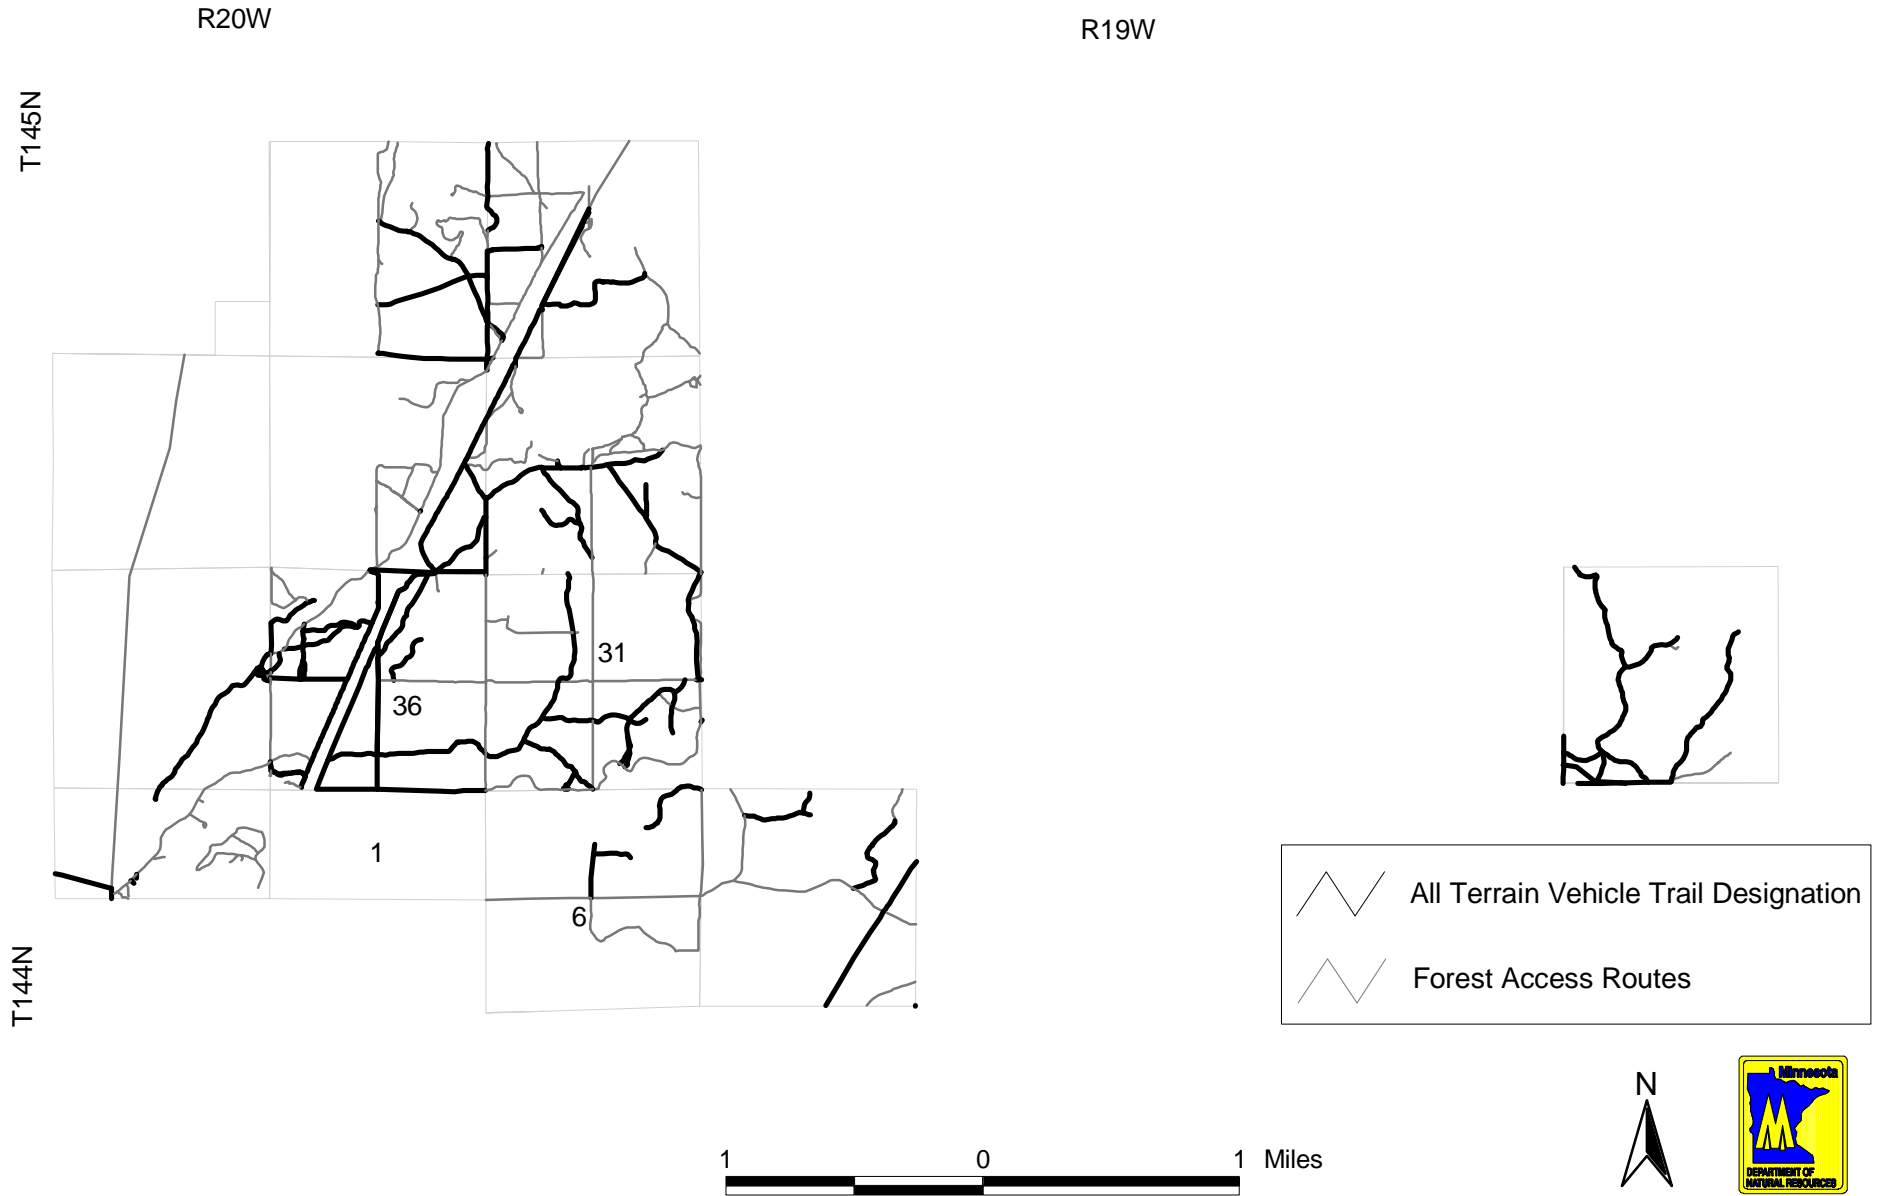 R20W
R19W
T145N
31
36
1
6
T144N
All Terrain Vehicle Trail Designation
Forest Access Routes
N
Minnesota
DEPARTMENT OF
NATURAL RESOURCES
1 0 1 Miles